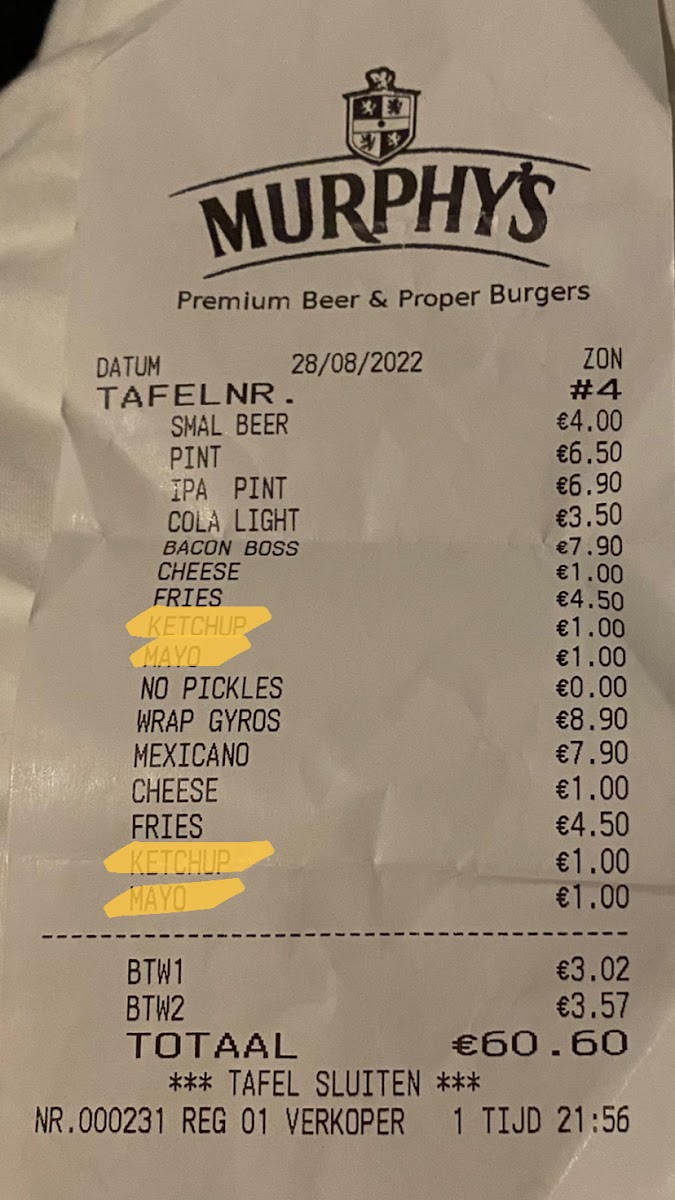 MURPHY'S
Premium Beer & Proper Burgers
DATUM 28/08/2022 ZON
TAFELNR. #4
SMAL BEER €4.00
PINT €6.50
IPA PINT €6.90
COLA LIGHT €3.50
BACON BOSS €7.90
CHEESE €1.00
FRIES €4.50
KETCHUP €1.00
MAYO €1.00
NO PICKLES €0.00
WRAP GYROS €8.90
MEXICANO €7.90
CHEESE €1.00
FRIES €4.50
KETCHUP €1.00
MAYO €1.00
BTW1 €3.02
BTW2 €3.57
TOTAAL €60.60
*** TAFEL SLUITEN ***
NR.000231 REG 01 VERKOPER 1 TIJD 21:56